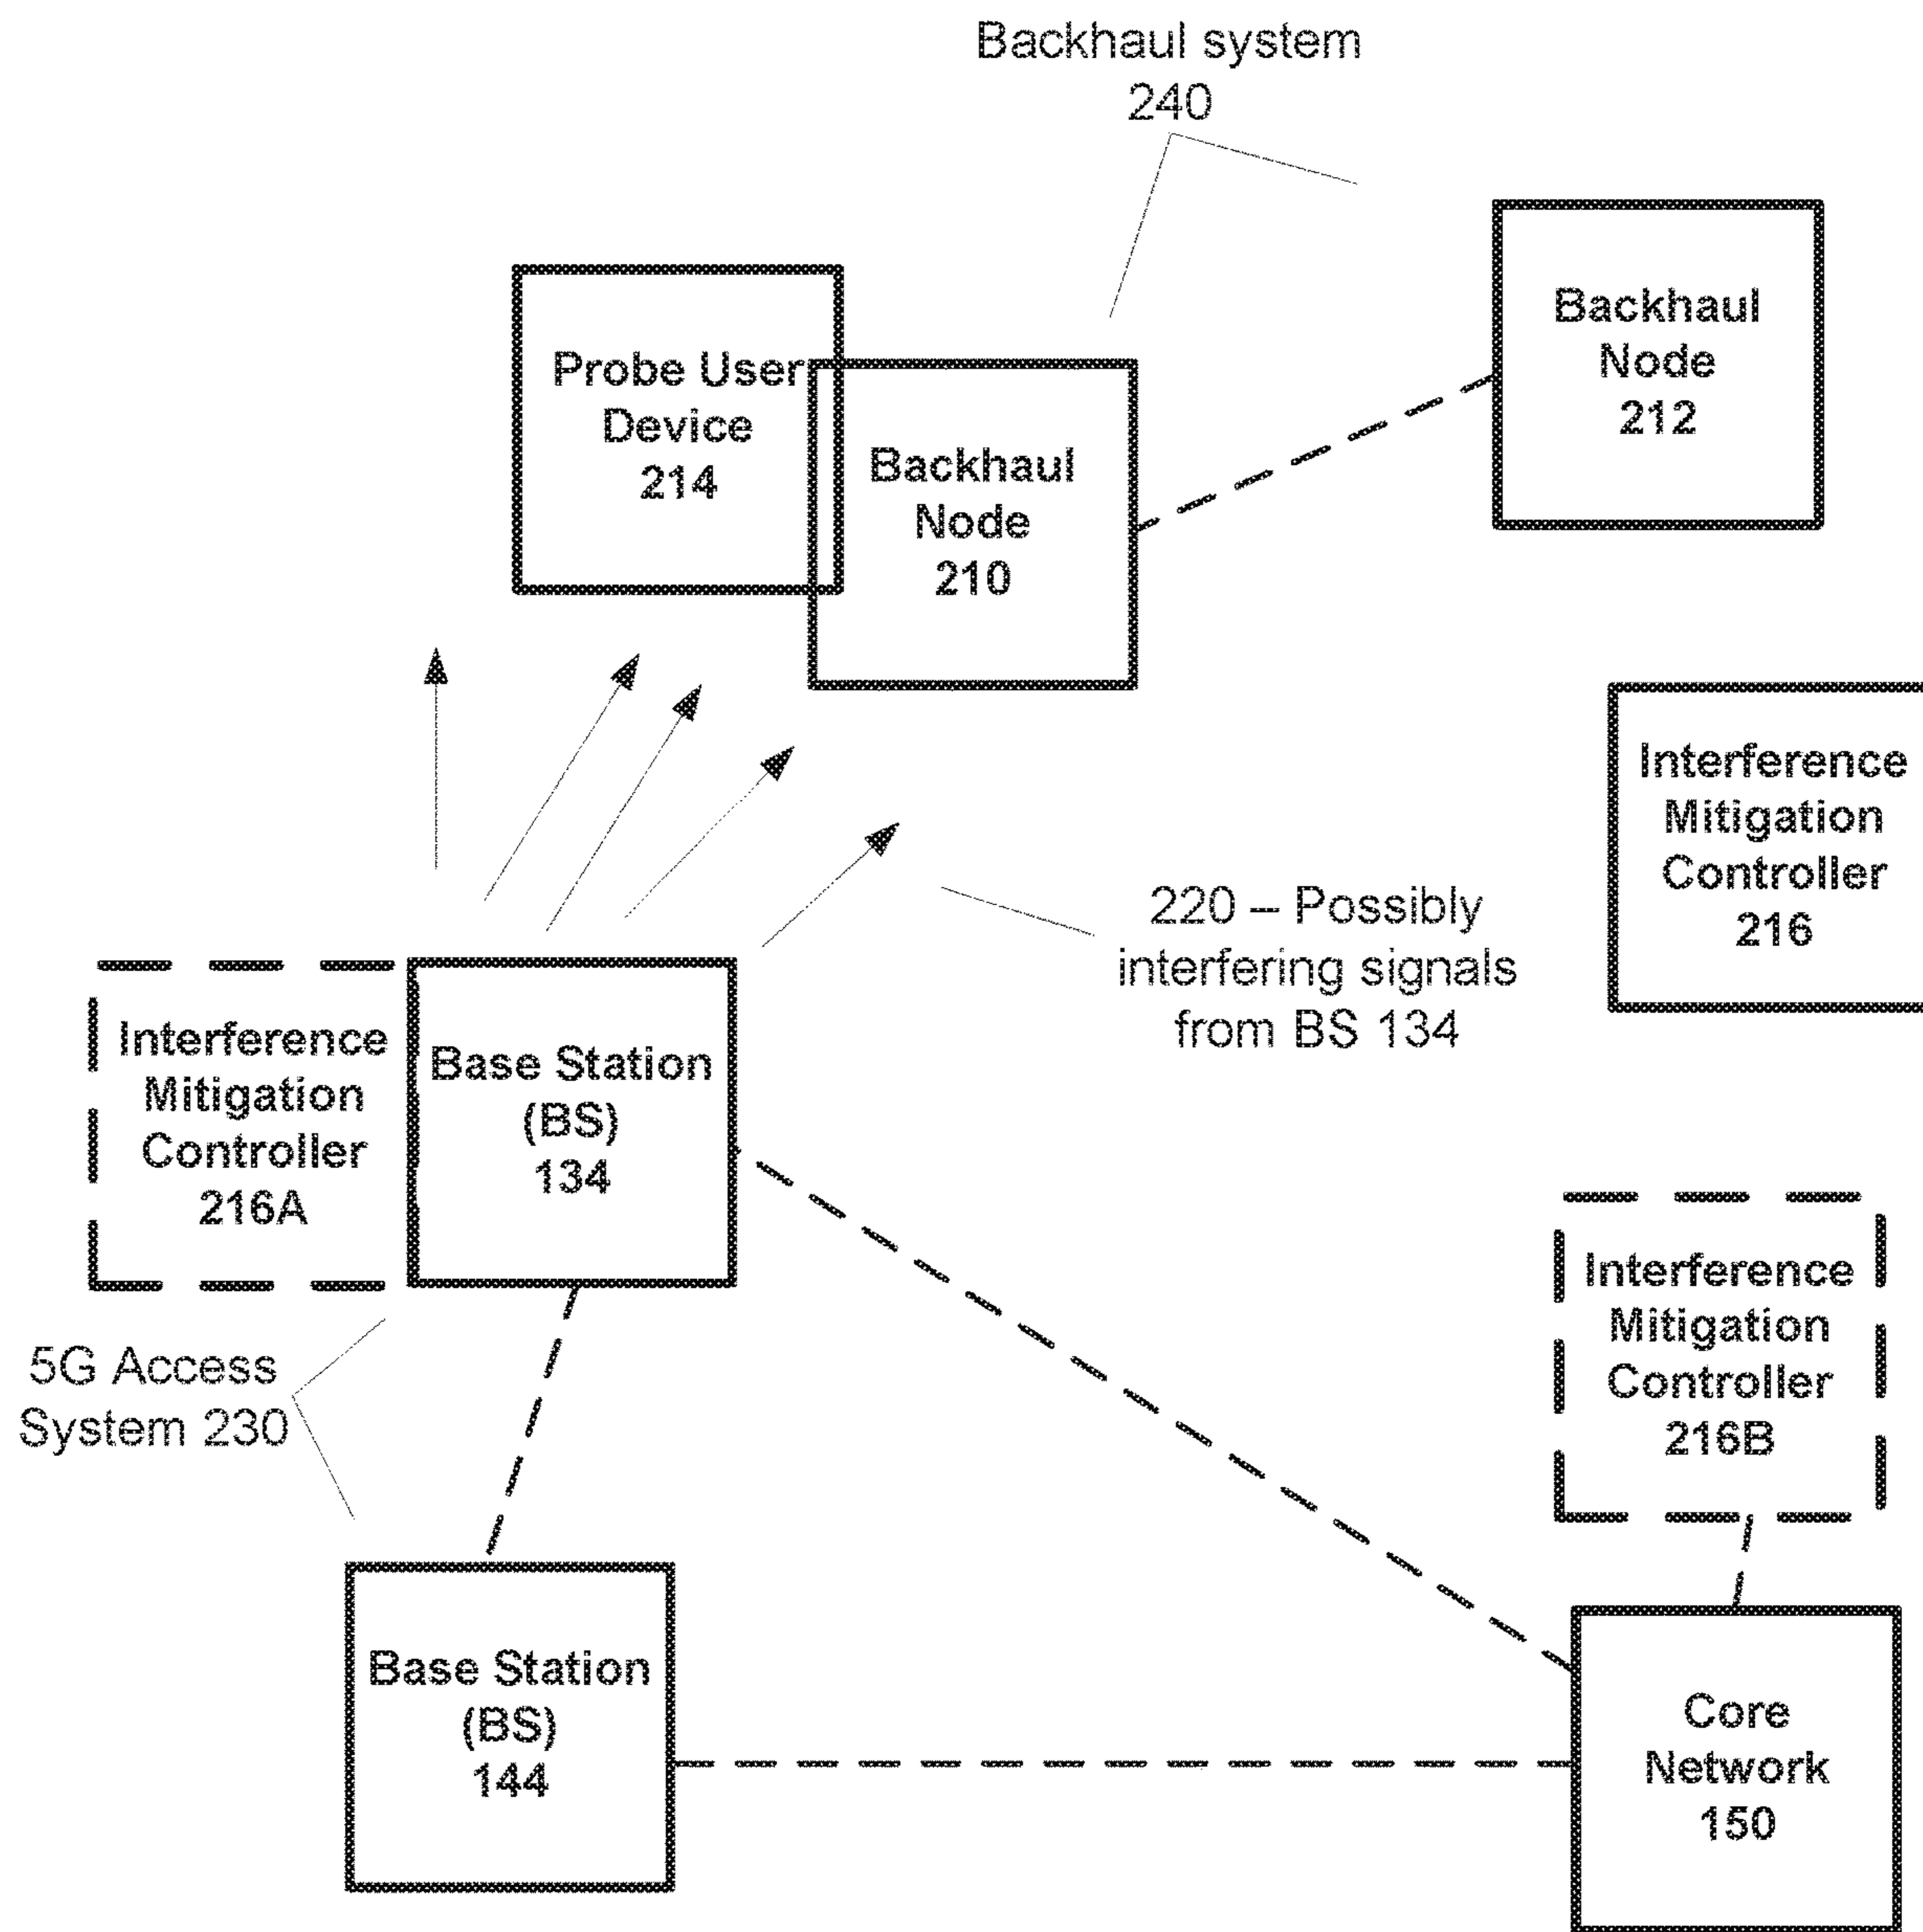 Backhaul system
240
Backhaul
Node
212
Probe User
Device
214
Backhaul
Node
210
Interference
Mitigation
Controller
216
220 – Possibly
interfering signals
from BS 134
Interference
Mitigation
Controller
216A
Base Station
(BS)
134
Interference
Mitigation
Controller
216B
5G Access
System 230
Base Station
(BS)
144
Core
Network
150